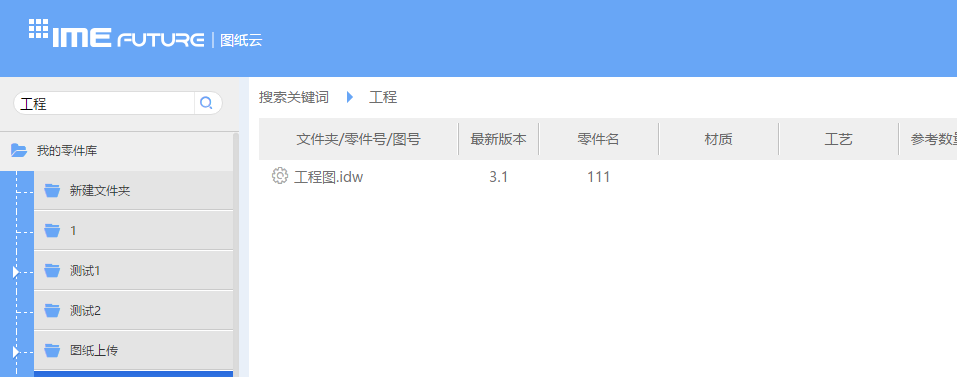 IME FUTURE | 图纸云
工程
搜索关键词 工程
文件夹/零件号/图号 最新版本 零件名 材质 工艺 参考数量
工程图.idw 3.1 111
我的零件库
新建文件夹
1
测试1
测试2
图纸上传